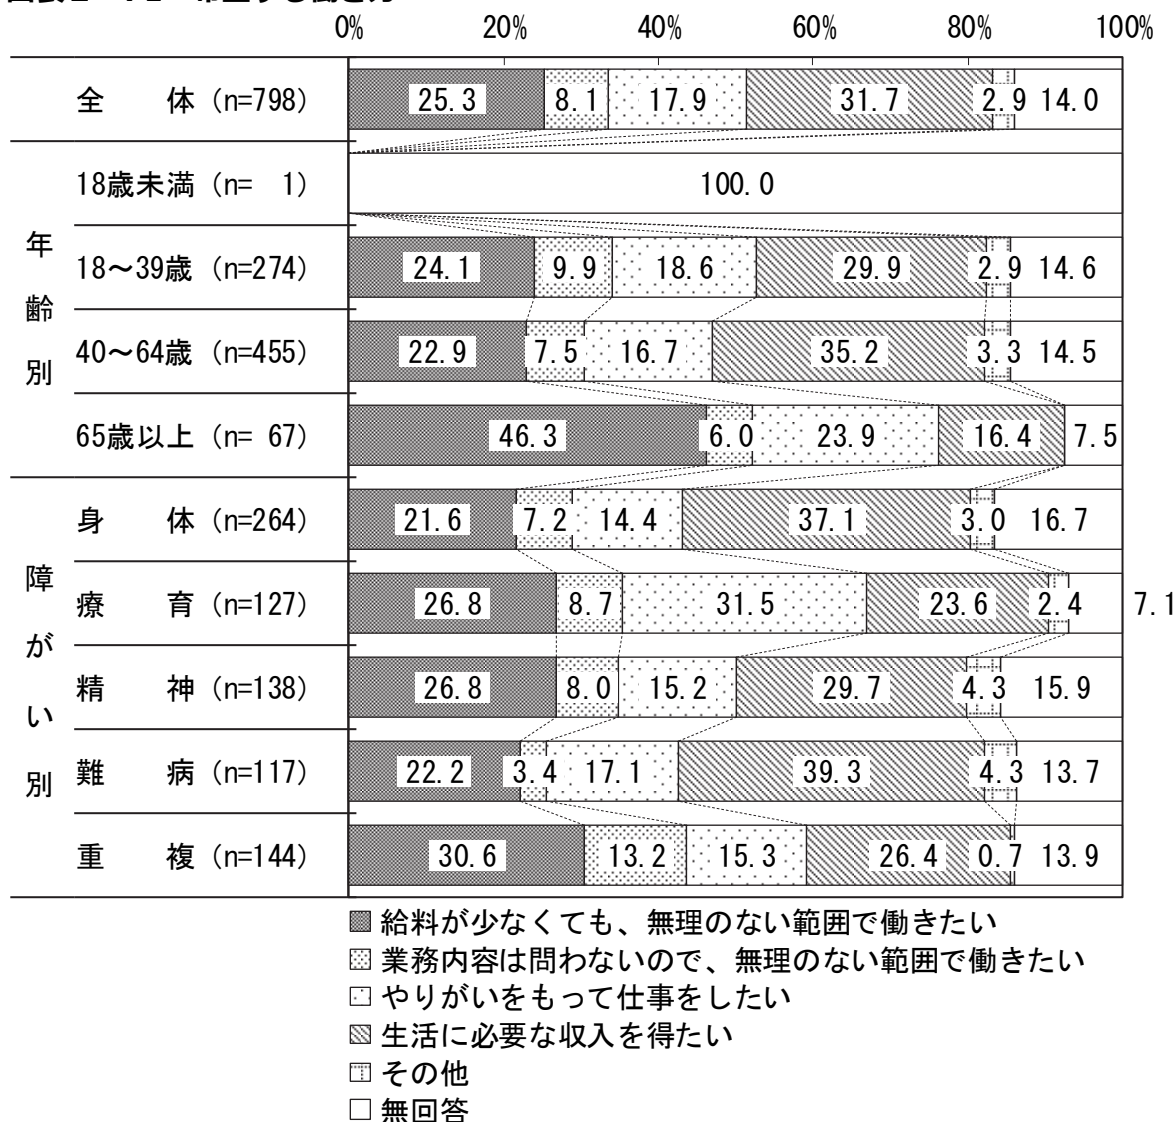 0% 20% 40% 60% 80% 100%
全 体 (n=798) 25.3 8.1 17.9 31.7 2.9 14.0
年齢別
18歳未満 (n= 1) 100.0
18～39歳 (n=274) 24.1 9.9 18.6 29.9 2.9 14.6
40～64歳 (n=455) 22.9 7.5 16.7 35.2 3.3 14.5
65歳以上 (n= 67) 46.3 6.0 23.9 16.4 7.5
障がい別
身 体 (n=264) 21.6 7.2 14.4 37.1 3.0 16.7
療 育 (n=127) 26.8 8.7 31.5 23.6 2.4 7.1
精 神 (n=138) 26.8 8.0 15.2 29.7 4.3 15.9
難 病 (n=117) 22.2 3.4 17.1 39.3 4.3 13.7
重 複 (n=144) 30.6 13.2 15.3 26.4 0.7 13.9
給料が少なくても、無理のない範囲で働きたい
業務内容は問わないので、無理のない範囲で働きたい
やりがいをもって仕事をしたい
生活に必要な収入を得たい
その他
無回答